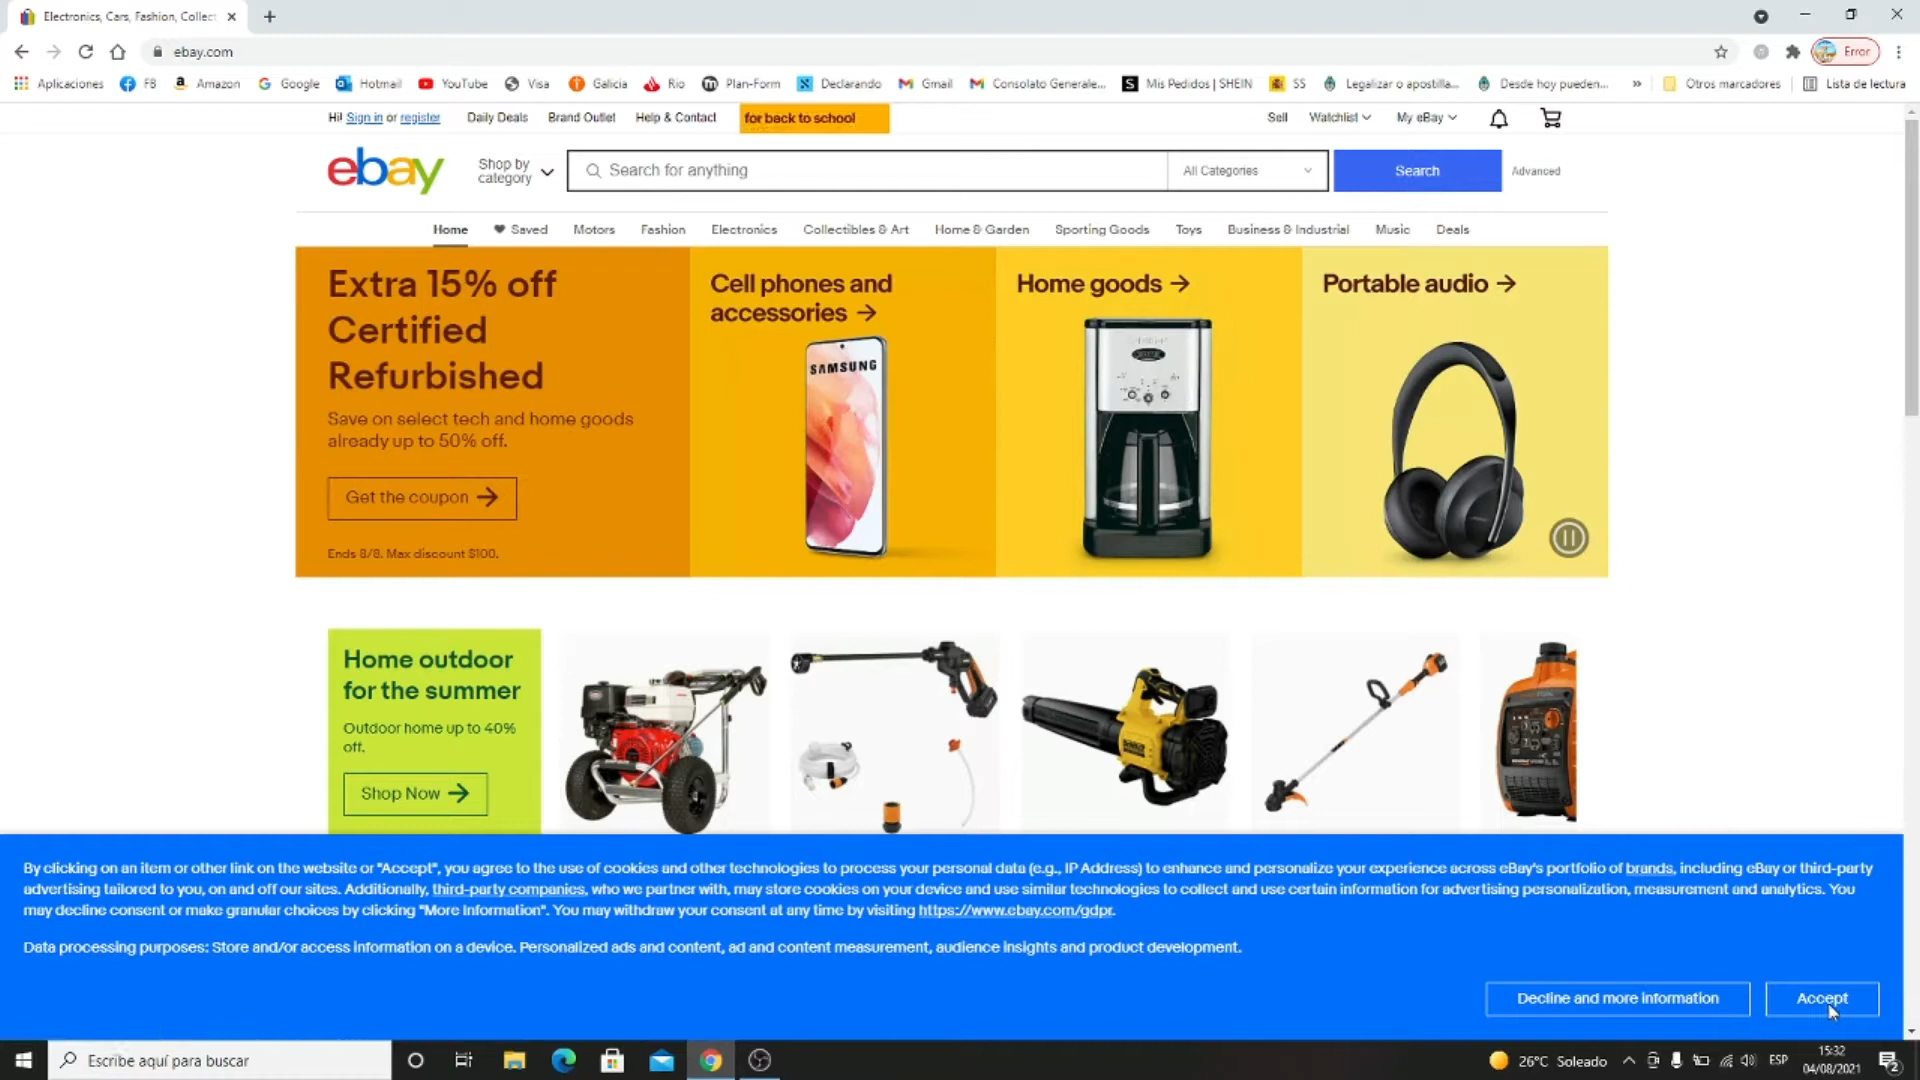 Electronics, Cars, Fashion, Collect
ebay.com
Error
Aplicaciones FB Amazon Google Hotmail YouTube Visa Galicia Rio Plan-Form Declarando Gmail Consolato Generale... Mis Pedidos | SHEIN SS Legalizar o apostilla... Desde hoy pueden... » Otros marcadores Lista de lectura
Hi! Sign in or register Daily Deals Brand Outlet Help & Contact for back to school Sell Watchlist My eBay
ebay
Shop by
category
Search for anything All Categories Search Advanced
Home Saved Motors Fashion Electronics Collectibles & Art Home & Garden Sporting Goods Toys Business & Industrial Music Deals
Extra 15% off
Certified
Refurbished
Save on select tech and home goods
already up to 50% off.
Get the coupon →
Ends 8/8. Max discount $100.
Cell phones and
accessories →
SAMSUNG
Home goods →
Portable audio →
Home outdoor
for the summer
Outdoor home up to 40%
off.
Shop Now →
By clicking on an item or other link on the website or "Accept", you agree to the use of cookies and other technologies to process your personal data (e.g., IP Address) to enhance and personalize your experience across eBay's portfolio of brands, including eBay or third-party
advertising tailored to you, on and off our sites. Additionally, third-party companies, who we partner with, may store cookies on your device and use similar technologies to collect and use certain information for advertising personalization, measurement and analytics. You
may decline consent or make granular choices by clicking "More Information". You may withdraw your consent at any time by visiting https://www.ebay.com/gdpr.
Data processing purposes: Store and/or access information on a device. Personalized ads and content, ad and content measurement, audience insights and product development.
Decline and more information Accept
Escribe aquí para buscar
26°C Soleado
ESP
15:32
04/08/2021
2